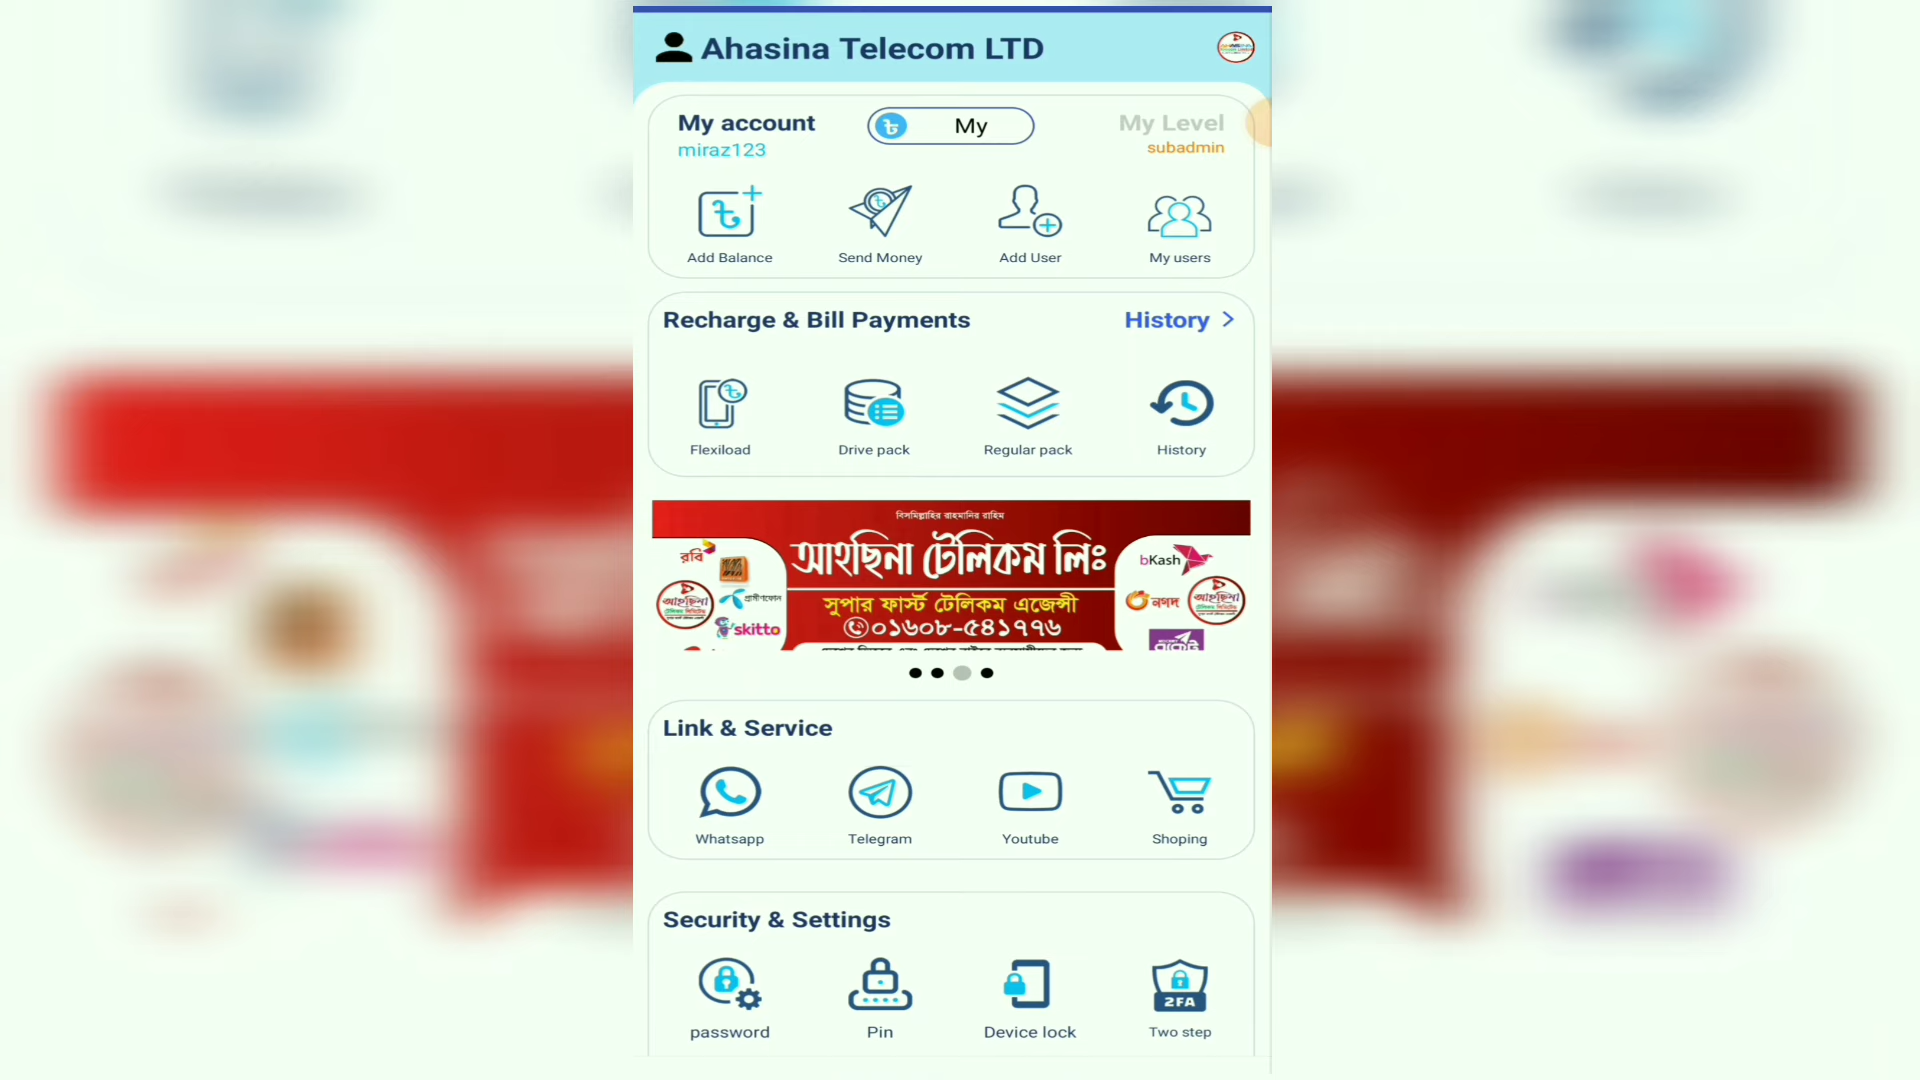 Ahasina Telecom LTD
My account
My
My Level
miraz123
subadmin
Add Balance
Send Money
Add User
My users
Recharge & Bill Payments
History
Flexiload
Drive pack
Regular pack
History
বিসমিল্লাহির রাহমানির রাহিম
আহছিনা টেলিকম লিঃ
সুপার ফার্স্ট টেলিকম এজেন্সী
০১৬০৮-৫৪১৭৭৬
রবি
গ্রামীণফোন
আহছিনা
skitto
bKash
নগদ
আহছিনা
Link & Service
Whatsapp
Telegram
Youtube
Shoping
Security & Settings
2FA
password
Pin
Device lock
Two step